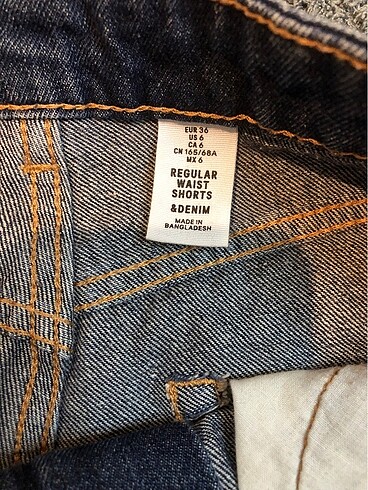 EUR 36
US 6
CA 6
CN 165/68A
MX 6
REGULAR
WAIST
SHORTS
&DENIM
MADE IN
BANGLADESH